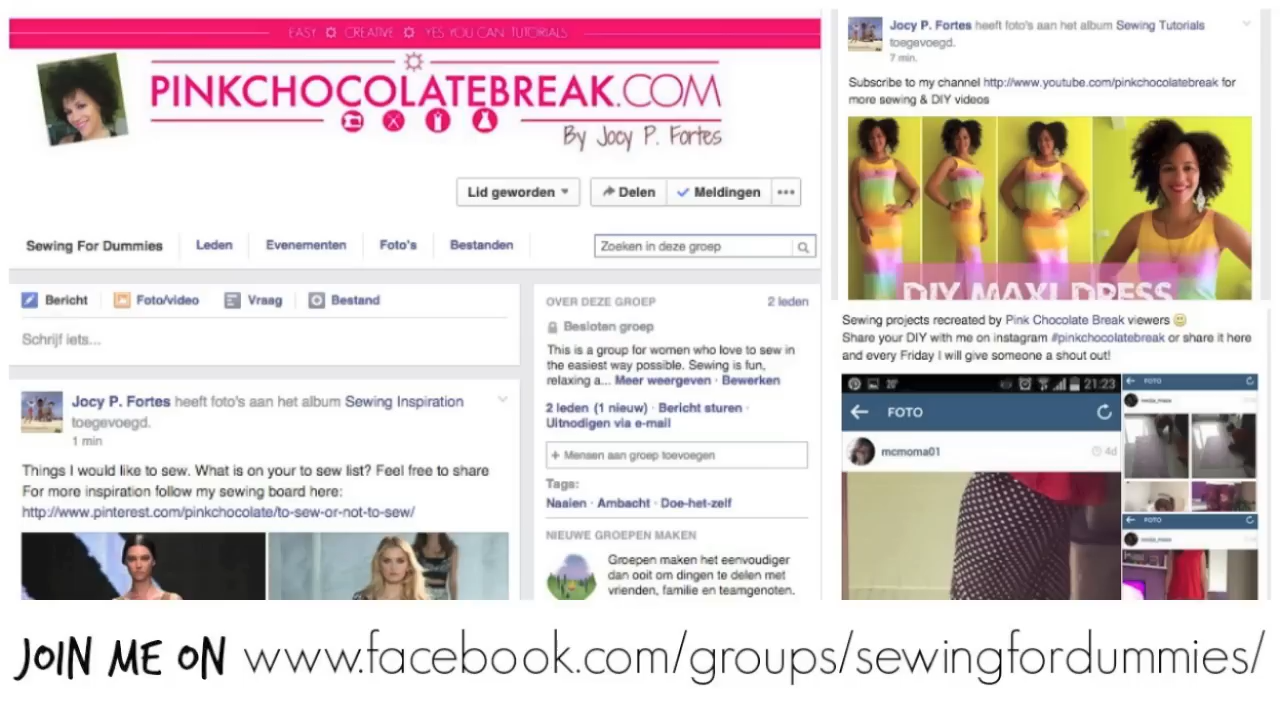 EASY CREATIVE YES YOU CAN TUTORIALS
PINKCHOCOLATEBREAK.COM
By Jocy P. Fortes
Lid geworden Delen Meldingen
Sewing For Dummies Leden Evenementen Foto's Bestanden Zoeken in deze groep
Bericht Foto/video Vraag Bestand
Schrijf iets...
Jocy P. Fortes heeft foto's aan het album Sewing Inspiration
toegevoegd.
1 min
Things I would like to sew. What is on your to sew list? Feel free to share
For more inspiration follow my sewing board here:
http://www.pinterest.com/pinkchocolate/to-sew-or-not-to-sew/
OVER DEZE GROEP 2 leden
Besloten groep
This is a group for women who love to sew in
the easiest way possible. Sewing is fun,
relaxing a... Meer weergeven · Bewerken
2 leden (1 nieuw) · Bericht sturen ·
Uitnodigen via e-mail
+ Mensen aan groep toevoegen
Tags:
Naaien · Ambacht · Doe-het-zelf
NIEUWE GROEPEN MAKEN
Groepen maken het eenvoudiger
dan ooit om dingen te delen met
vrienden, familie en teamgenoten.
Jocy P. Fortes heeft foto's aan het album Sewing Tutorials
toegevoegd.
7 min.
Subscribe to my channel http://www.youtube.com/pinkchocolatebreak for
more sewing & DIY videos
DIY MAXI DRESS
Sewing projects recreated by Pink Chocolate Break viewers
Share your DIY with me on instagram #pinkchocolatebreak or share it here
and every Friday I will give someone a shout out!
21:23
FOTO
mcmoma01 4d
FOTO
FOTO
JOIN ME ON www.facebook.com/groups/sewingfordummies/